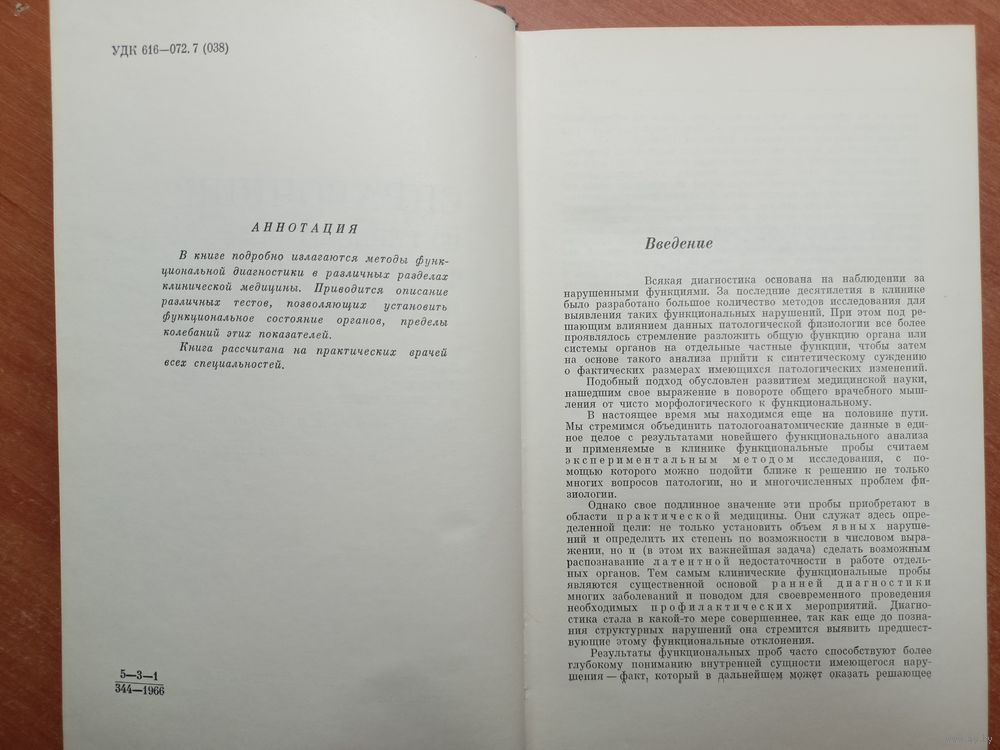 УДК 616—072.7 (038)
АННОТАЦИЯ
В книге подробно излагаются методы функ-
циональной диагностики в различных разделах
клинической медицины. Приводится описание
различных тестов, позволяющих установить
функциональное состояние органов, пределы
колебаний этих показателей.
Книга рассчитана на практических врачей
всех специальностей.
5—3—1
344—1966
Введение
Всякая диагностика основана на наблюдении за
нарушенными функциями. За последние десятилетия в клинике
было разработано большое количество методов исследования для
выявления таких функциональных нарушений. При этом под ре-
шающим влиянием данных патологической физиологии все более
проявлялось стремление разложить общую функцию органа или
системы органов на отдельные частные функции, чтобы затем
на основе такого анализа прийти к синтетическому суждению
о фактических размерах имеющихся патологических изменений.
Подобный подход обусловлен развитием медицинской науки,
нашедшим свое выражение в повороте общего врачебного мыш-
ления от чисто морфологического к функциональному.
В настоящее время мы находимся еще на половине пути.
Мы стремимся объединить патологоанатомические данные в еди-
ное целое с результатами новейшего функционального анализа
и применяемые в клинике функциональные пробы считаем
экспериментальным методом исследования, с по-
мощью которого можно подойти ближе к решению не только
многих вопросов патологии, но и многочисленных проблем фи-
зиологии.
Однако свое подлинное значение эти пробы приобретают в
области практической медицины. Они служат здесь опре-
деленной цели: не только установить объем явных наруше-
ний и определить их степень по возможности в числовом выра-
жении, но и (в этом их важнейшая задача) сделать возможным
распознавание латентной недостаточности в работе отдель-
ных органов. Тем самым клинические функциональные пробы
являются существенной основой ранней диагностики
многих заболеваний и поводом для своевременного проведения
необходимых профилактических мероприятий. Диагно-
стика стала в какой-то мере совершеннее, так как еще до позна-
ния структурных нарушений она стремится выявить предшест-
вующие этому функциональные отклонения.
Результаты функциональных проб часто способствуют более
глубокому пониманию внутренней сущности имеющегося нару-
шения — факт, который в дальнейшем может оказать решающее